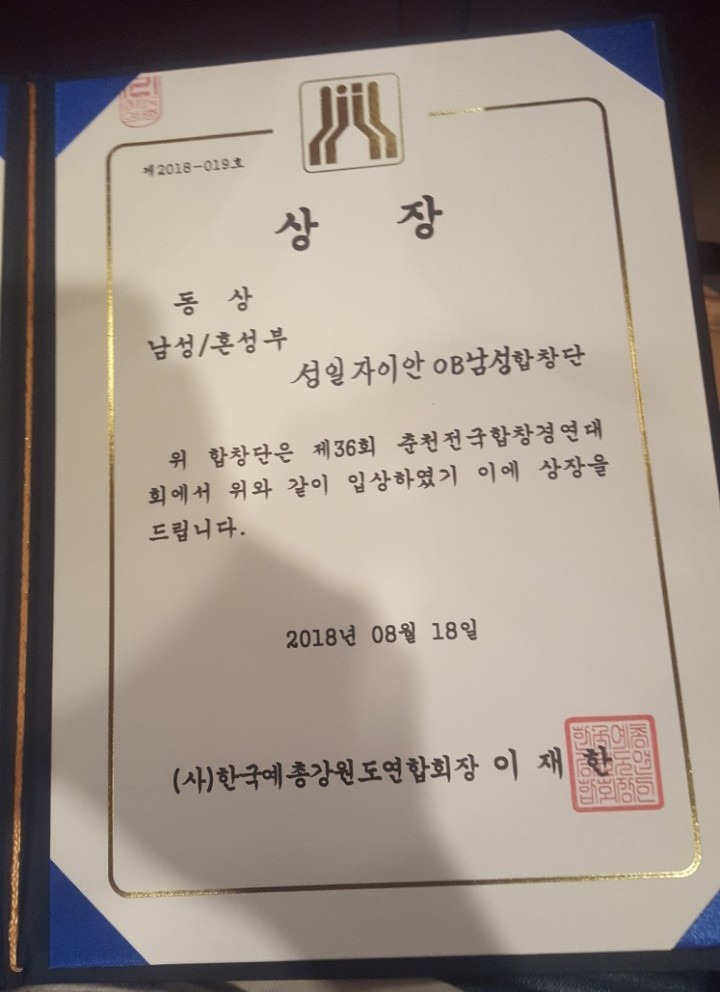 제2018-019호
상 장
동 상
남성/혼성부
성일자이안 OB남성합창단
위 합창단은 제36회 춘천전국합창경연대
회에서 위와 같이 입상하였기 이에 상장을
드립니다.
2018년 08월 18일
(사)한국예총강원도연합회장 이 재 한